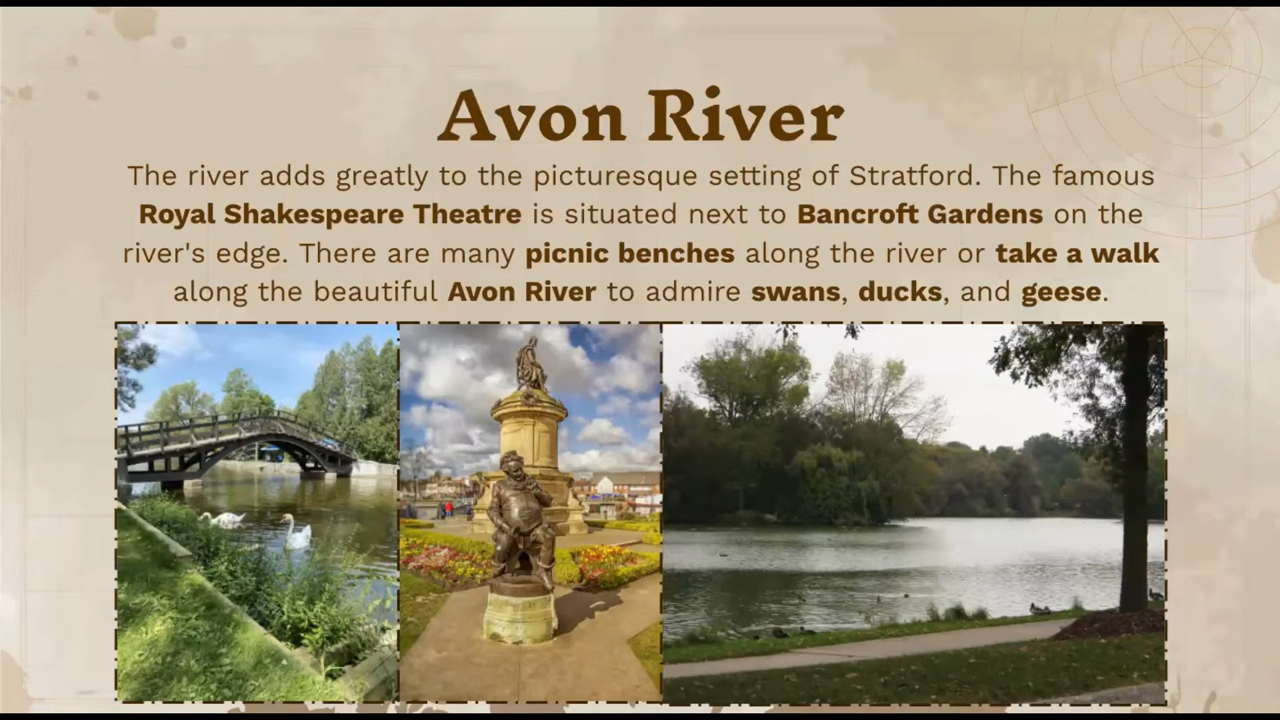 Avon River
The river adds greatly to the picturesque setting of Stratford. The famous
Royal Shakespeare Theatre is situated next to Bancroft Gardens on the
river's edge. There are many picnic benches along the river or take a walk
along the beautiful Avon River to admire swans, ducks, and geese.